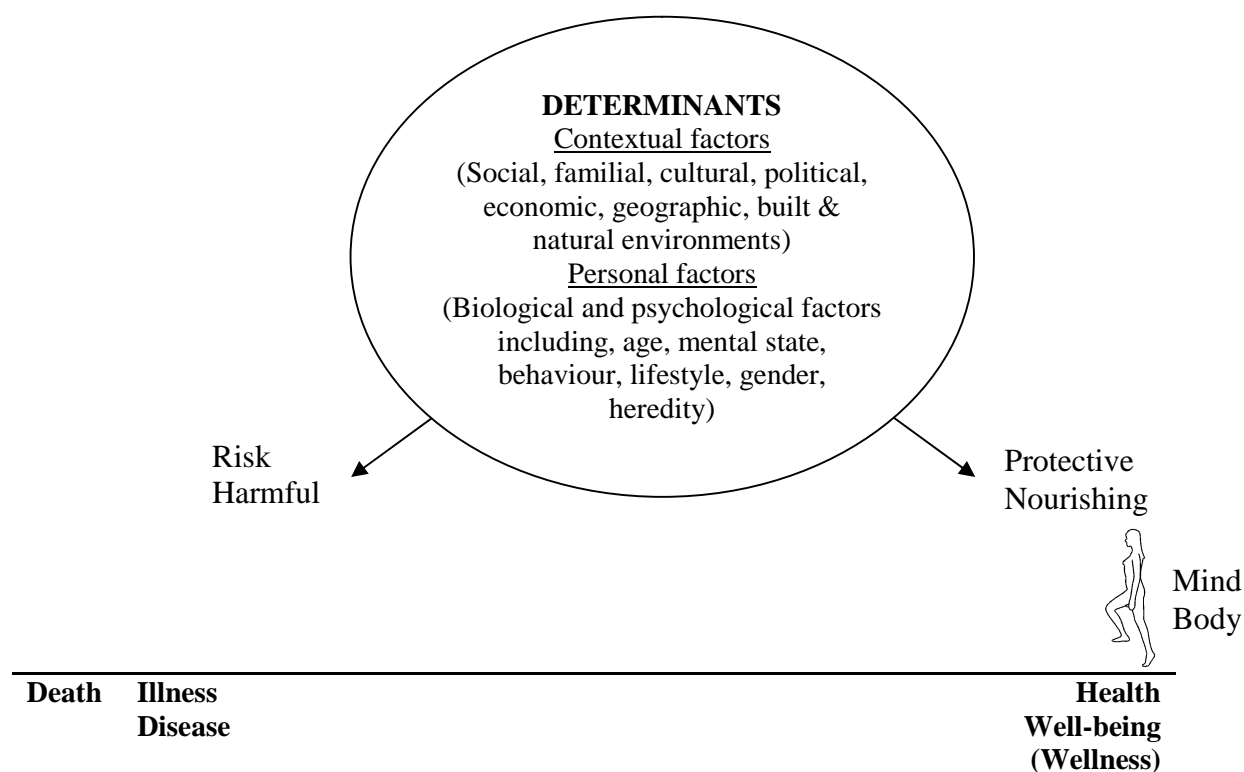 DETERMINANTS
Contextual factors
(Social, familial, cultural, political,
economic, geographic, built &
natural environments)
Personal factors
(Biological and psychological factors
including, age, mental state,
behaviour, lifestyle, gender,
heredity)
Risk
Harmful
Protective
Nourishing
Mind
Body
Death
Illness
Disease
Health
Well-being
(Wellness)